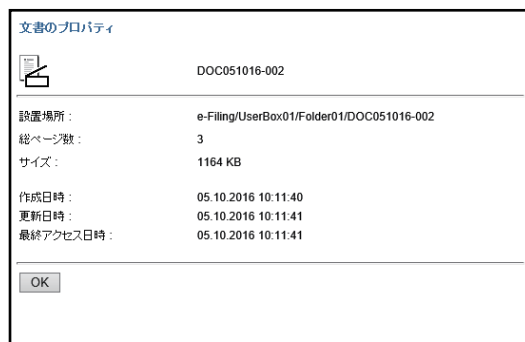 文書のプロパティ
DOC051016-002
設置場所 : e-Filing/UserBox01/Folder01/DOC051016-002
総ページ数 : 3
サイズ : 1164 KB
作成日時 : 05.10.2016 10:11:40
更新日時 : 05.10.2016 10:11:41
最終アクセス日時 : 05.10.2016 10:11:41
OK